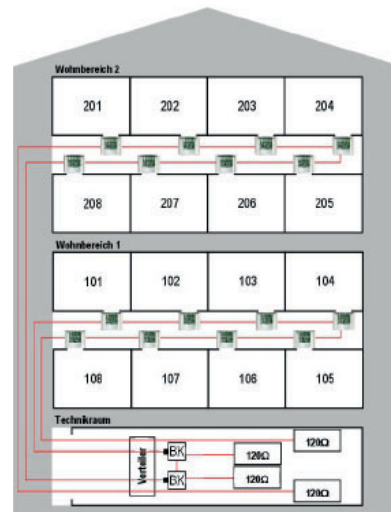 Wohnbereich 2
201 202 203 204
208 207 206 205
Wohnbereich 1
101 102 103 104
108 107 106 105
Technikraum
120Ω
Verteiler
BK
120Ω
BK
120Ω
120Ω